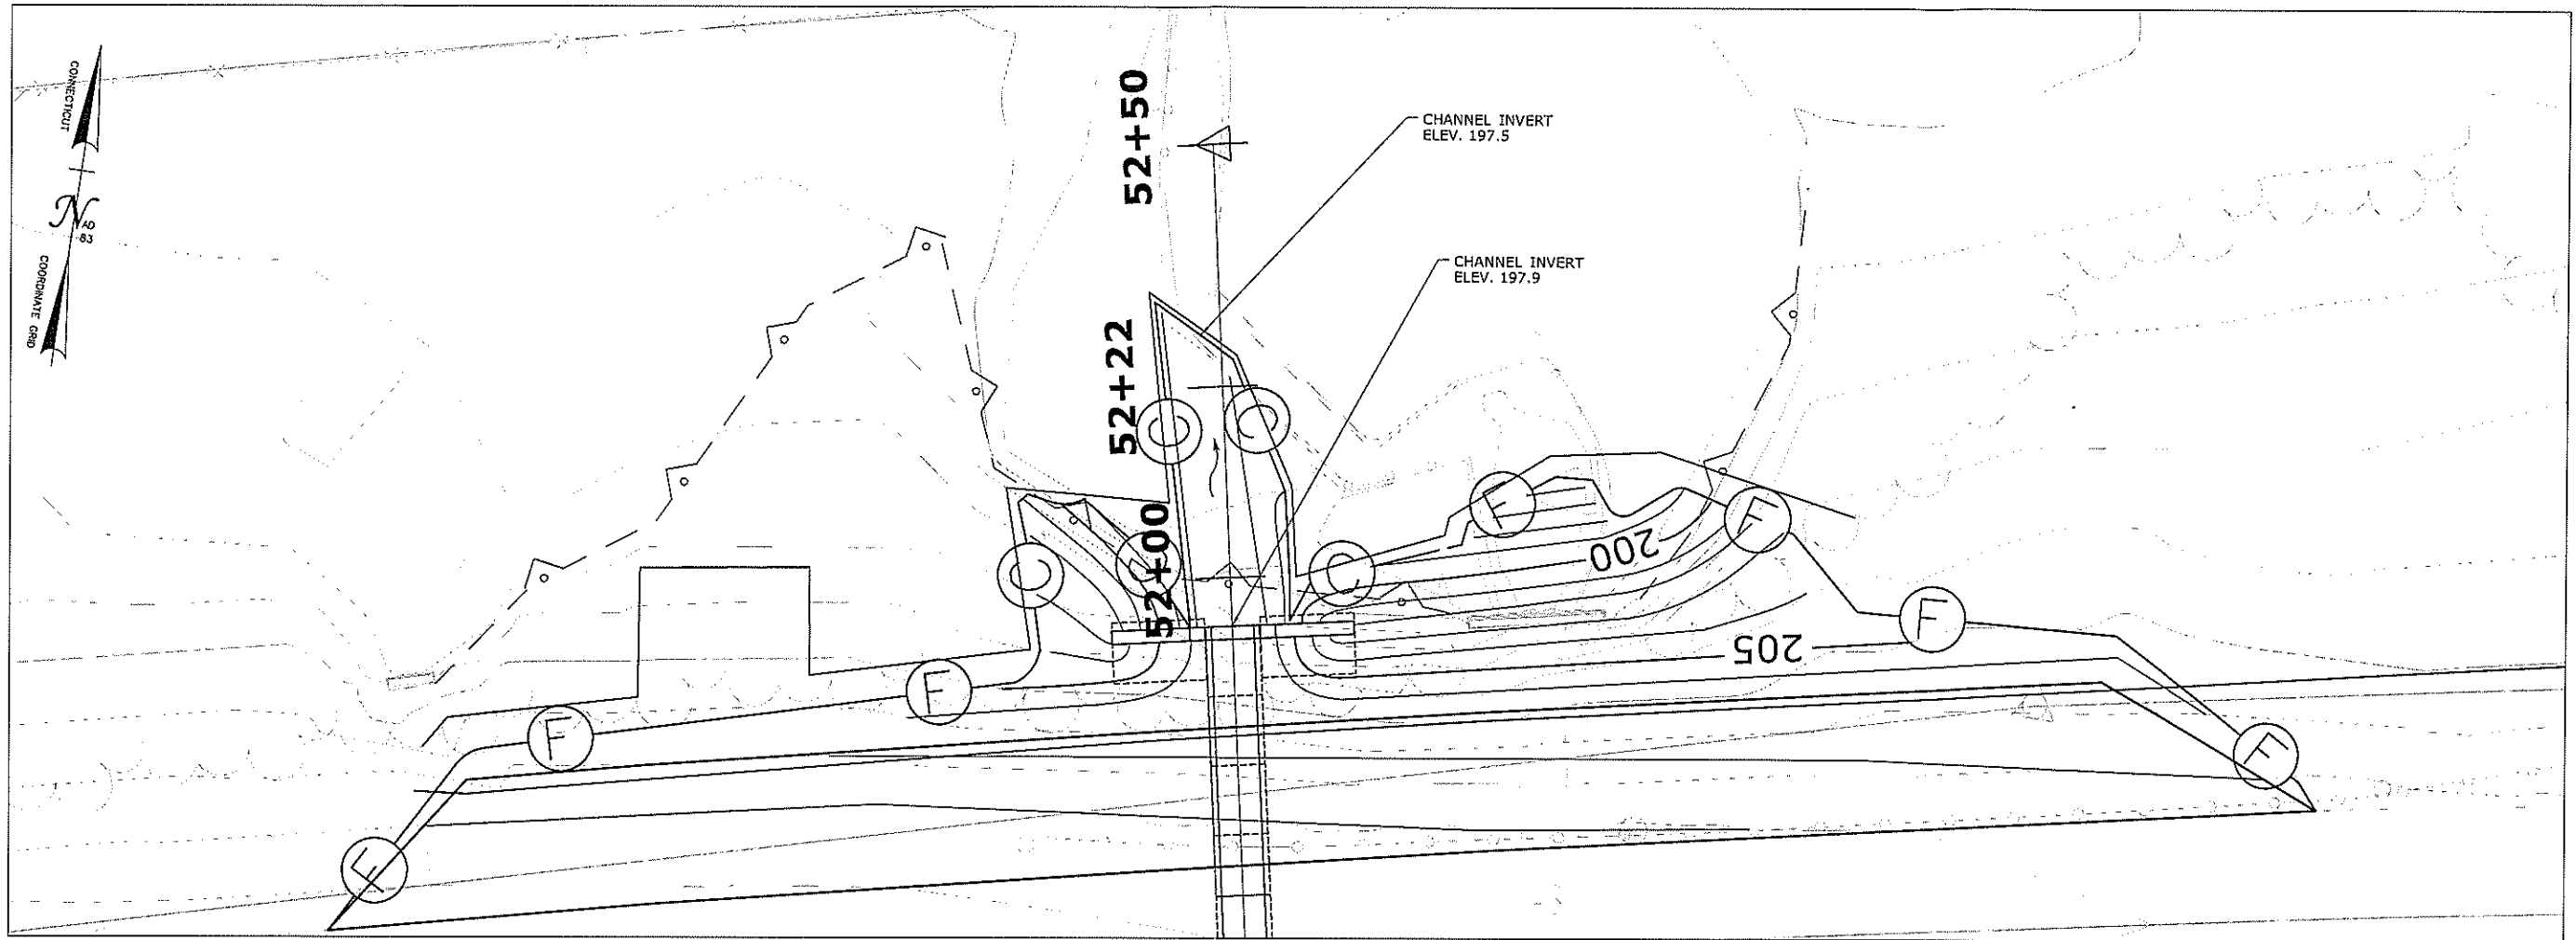 CONNECTICUT
N
AD
83
COORDINATE GRID
52+50
CHANNEL INVERT
ELEV. 197.5
CHANNEL INVERT
ELEV. 197.9
52+22
52+00
C
C
C
C
C
F
F
F
F
F
F
F
200
205